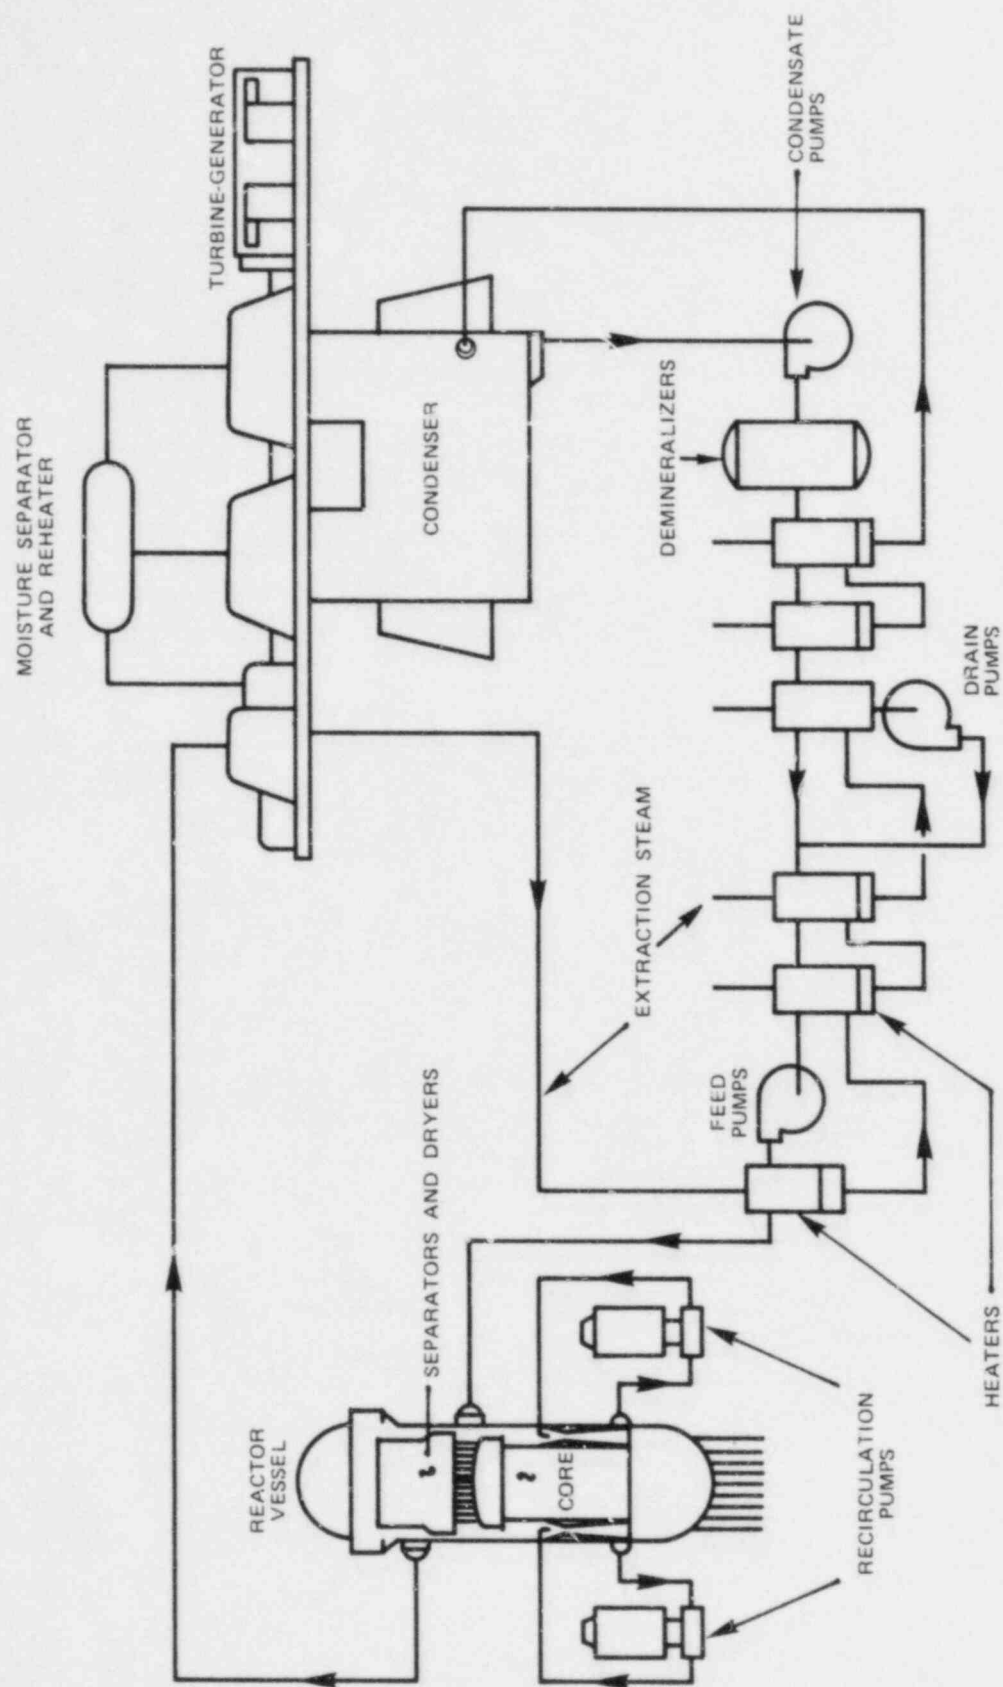 MOISTURE SEPARATOR
AND REHEATER
TURBINE-GENERATOR
CONDENSER
CONDENSATE
PUMPS
DEMINERALIZERS
DRAIN
PUMPS
EXTRACTION STEAM
FEED
PUMPS
SEPARATORS AND DRYERS
REACTOR
VESSEL
CORE
HEATERS
RECIRCULATION
PUMPS